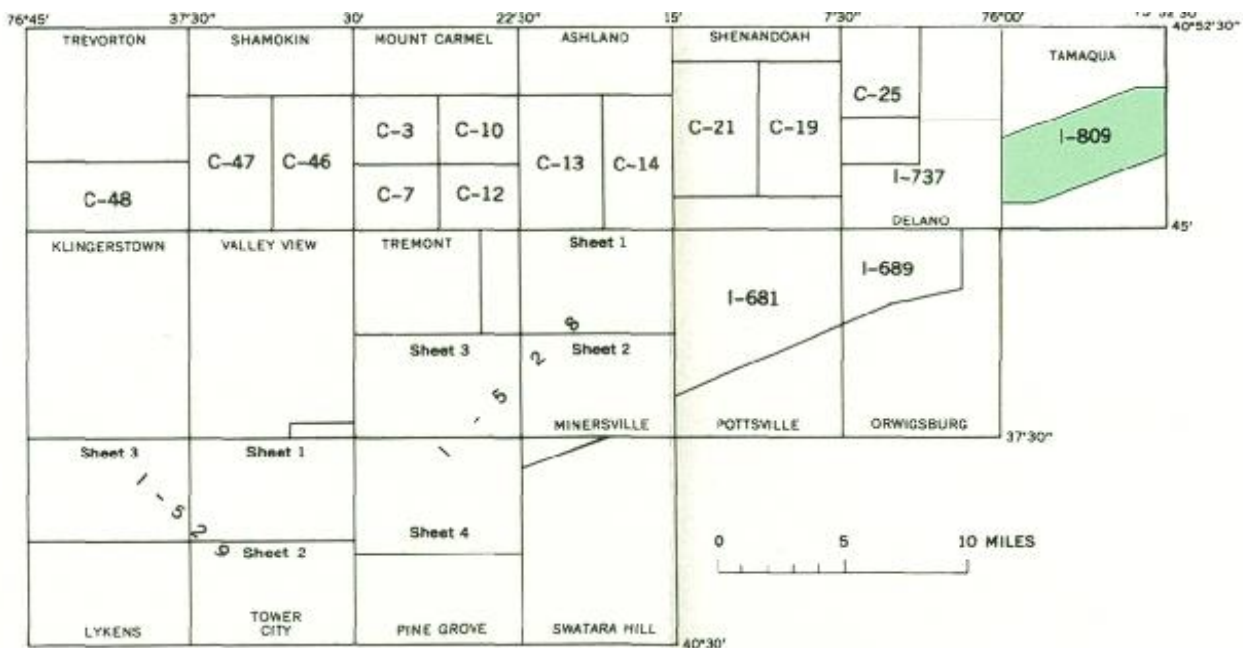 76°45' 37'30" 30' 22'30" 15' 7'30" 76°00'
40°52'30"
TREVORTON SHAMOKIN MOUNT CARMEL ASHLAND SHENANDOAH
TAMAQUA
C-25
C-3 C-10 C-21 C-19
I-809
C-47 C-46 C-13 C-14
I-737
C-48 C-7 C-12
DELANO
45'
KLINGERSTOWN VALLEY VIEW TREMONT Sheet 1
I-689
I-681
Sheet 3 Sheet 2
I-528
MINERSVILLE POTTSVILLE ORWIGSBURG
37'30"
Sheet 3 Sheet 1
I-529
Sheet 4
0 5 10 MILES
Sheet 2
LYKENS TOWER CITY PINE GROVE SWATARA HILL
40°30'